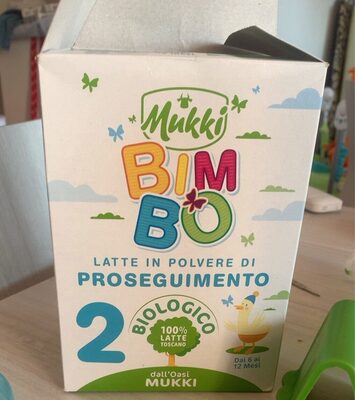 Mukki
BIM
BO
LATTE IN POLVERE DI
PROSEGUIMENTO
2
BIOLOGICO
100%
LATTE
TOSCANO
Dai 6 ai
12 Mesi
dall'Oasi
MUKKI